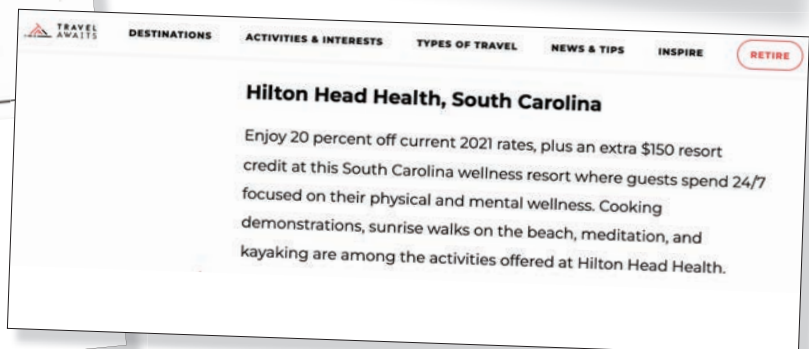 TRAVEL
AWAITS
DESTINATIONS
ACTIVITIES & INTERESTS
TYPES OF TRAVEL
NEWS & TIPS
INSPIRE
RETIRE
Hilton Head Health, South Carolina
Enjoy 20 percent off current 2021 rates, plus an extra $150 resort
credit at this South Carolina wellness resort where guests spend 24/7
focused on their physical and mental wellness. Cooking
demonstrations, sunrise walks on the beach, meditation, and
kayaking are among the activities offered at Hilton Head Health.